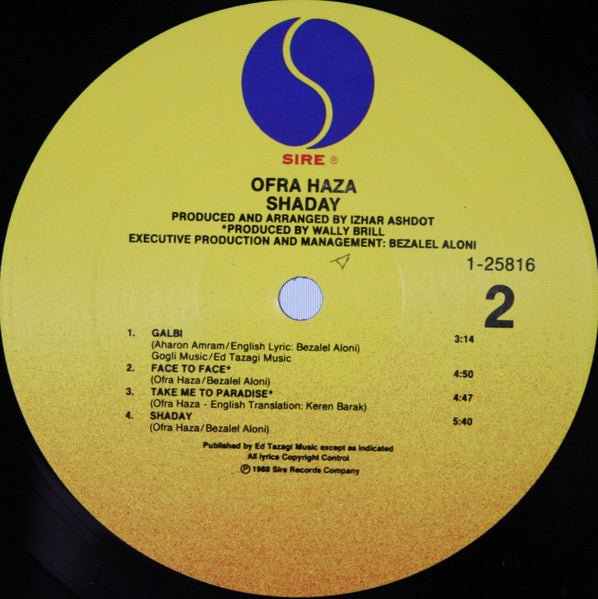 SIRE ®
OFRA HAZA
SHADAY
PRODUCED AND ARRANGED BY IZHAR ASHDOT
*PRODUCED BY WALLY BRILL
EXECUTIVE PRODUCTION AND MANAGEMENT: BEZALEL ALONI
1-25816
2
1. GALBI 3:14
(Aharon Amram/English Lyric: Bezalel Aloni)
Gogli Music/Ed Tazagi Music
2. FACE TO FACE* 4:50
(Ofra Haza/Bezalel Aloni)
3. TAKE ME TO PARADISE* 4:47
(Ofra Haza - English Translation: Keren Barak)
4. SHADAY 5:40
(Ofra Haza/Bezalel Aloni)
Published by Ed Tazagi Music except as indicated
All lyrics Copyright Control
℗ 1988 Sire Records Company